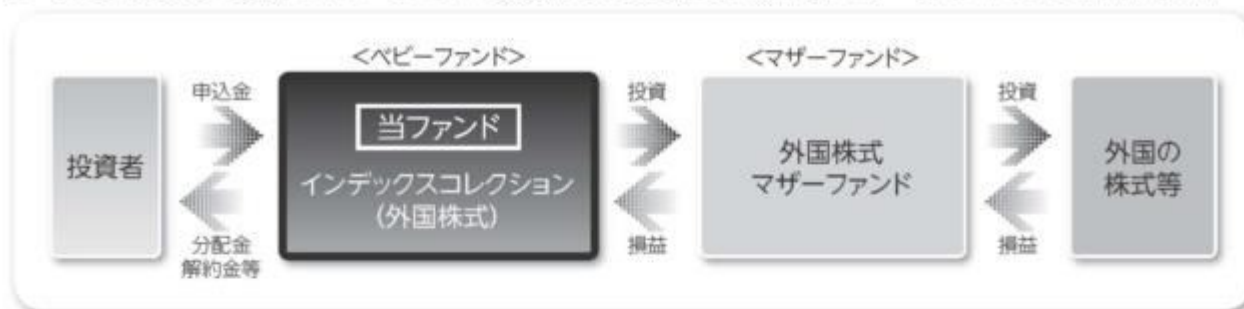 <ベビーファンド>
<マザーファンド>
投資者
申込金
分配金
解約金等
当ファンド
インデックスコレクション
(外国株式)
投資
損益
外国株式
マザーファンド
投資
損益
外国の
株式等